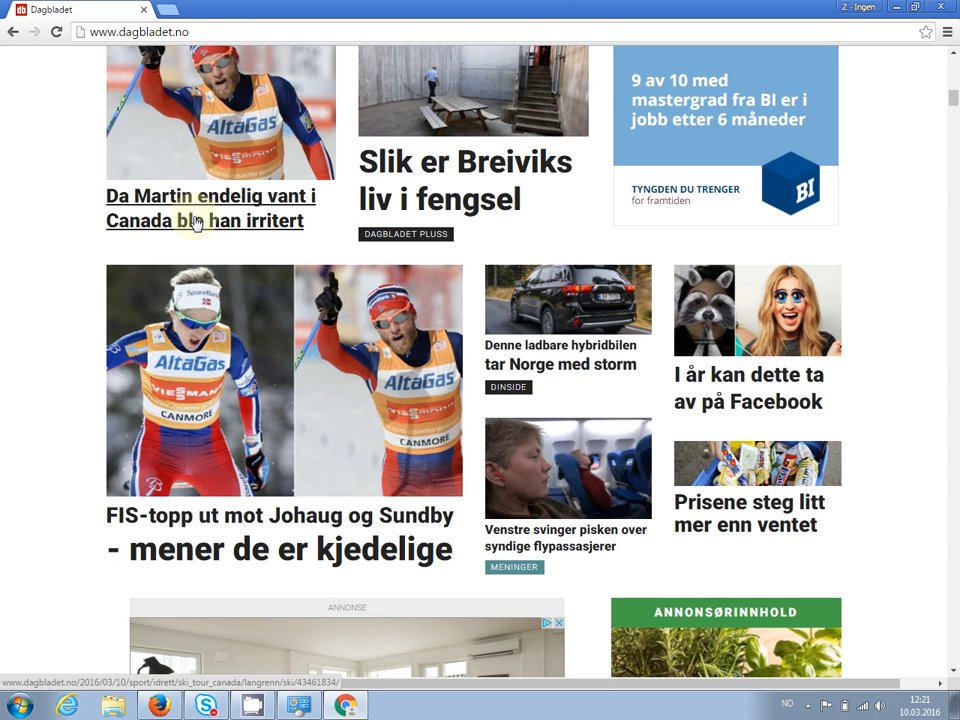 Dagbladet
Z - Ingen
www.dagbladet.no
AltaGas
VIESMANN
Da Martin endelig vant i
Canada ble han irritert
Slik er Breiviks
liv i fengsel
DAGBLADET PLUSS
9 av 10 med
mastergrad fra BI er i
jobb etter 6 måneder
TYNGDEN DU TRENGER
for framtiden
BI
AltaGas
VIESMANN
CANMORE
AltaGas
VIESMANN
CANMORE
FIS-topp ut mot Johaug og Sundby
- mener de er kjedelige
Denne ladbare hybridbilen
tar Norge med storm
DINSIDE
Venstre svinger pisken over
syndige flypassasjerer
MENINGER
I år kan dette ta
av på Facebook
Prisene steg litt
mer enn ventet
ANNONSE
ANNONSØRINNHOLD
www.dagbladet.no/2016/03/10/sport/idrett/ski_tour_canada/langrenn/ski/43461834/
NO
12:21
10.03.2016